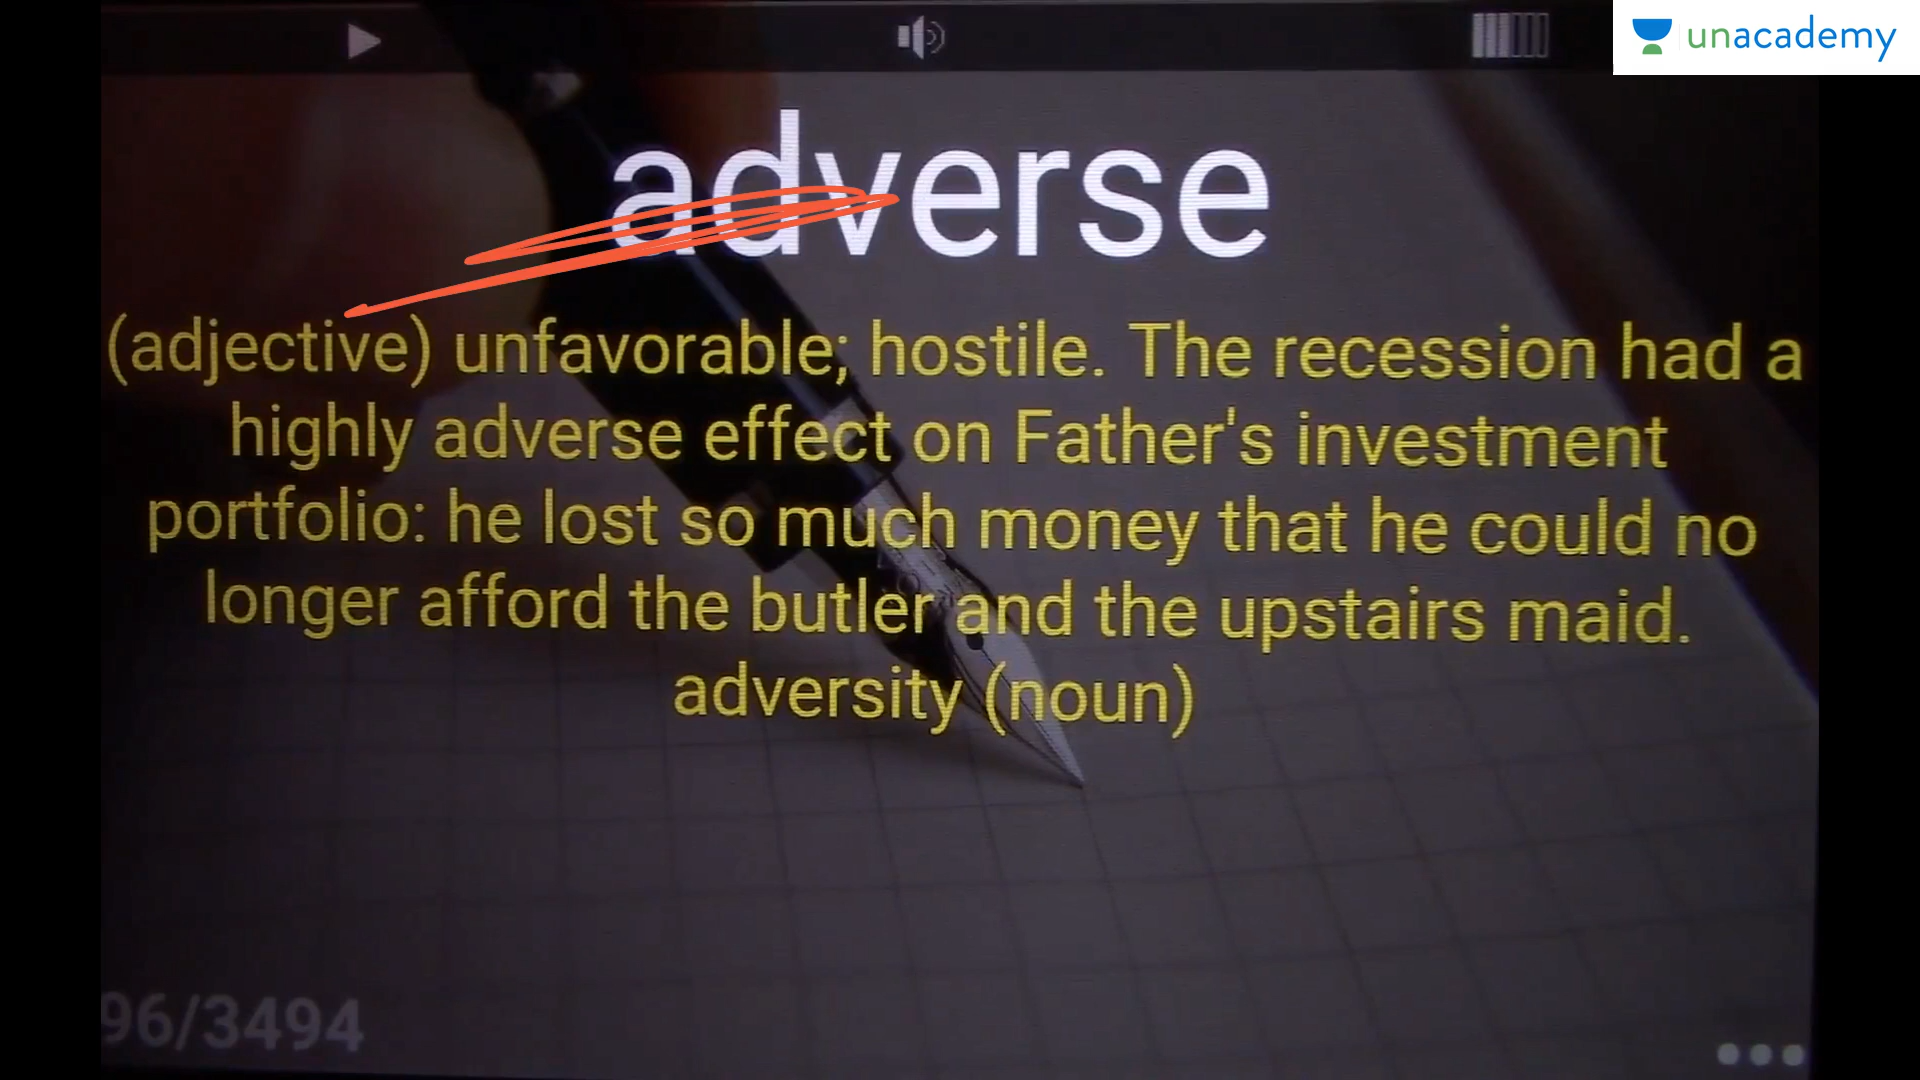 unacademy
adverse
(adjective) unfavorable; hostile. The recession had a
highly adverse effect on Father's investment
portfolio: he lost so much money that he could no
longer afford the butler and the upstairs maid.
adversity (noun)
96/3494